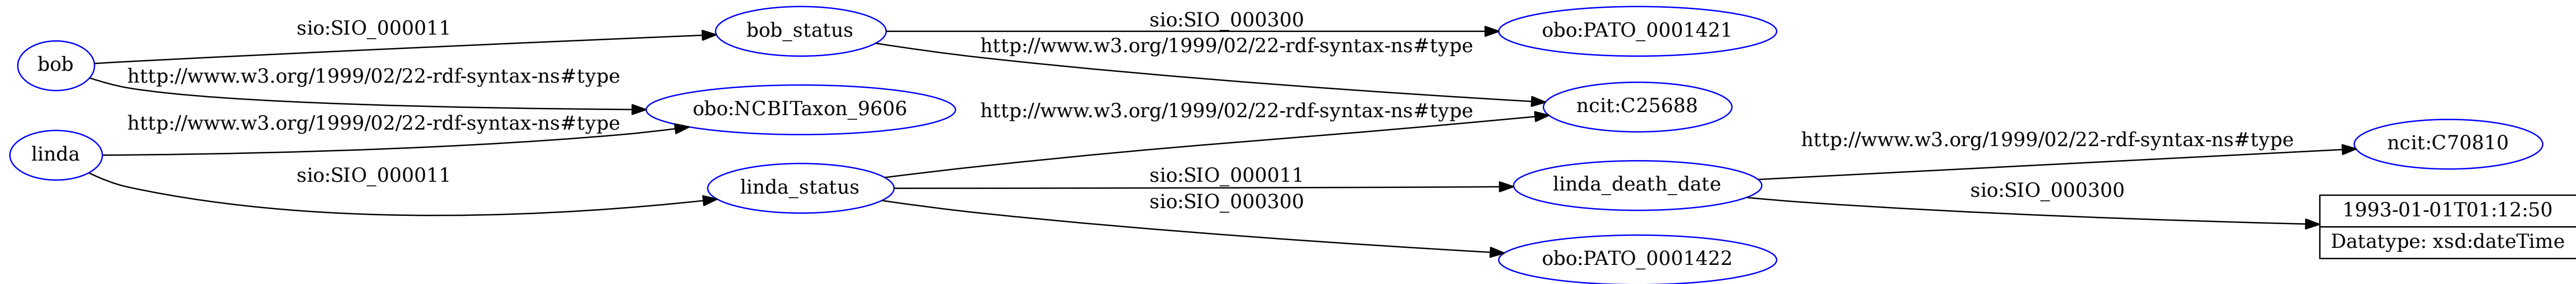 sio:SIO_000011
bob_status
sio:SIO_000300
obo:PATO_0001421
http://www.w3.org/1999/02/22-rdf-syntax-ns#type
bob
http://www.w3.org/1999/02/22-rdf-syntax-ns#type
obo:NCBITaxon_9606
http://www.w3.org/1999/02/22-rdf-syntax-ns#type
ncit:C25688
http://www.w3.org/1999/02/22-rdf-syntax-ns#type
linda
sio:SIO_000011
linda_status
sio:SIO_000011
linda_death_date
http://www.w3.org/1999/02/22-rdf-syntax-ns#type
ncit:C70810
sio:SIO_000300
sio:SIO_000300
1993-01-01T01:12:50
Datatype: xsd:dateTime
obo:PATO_0001422